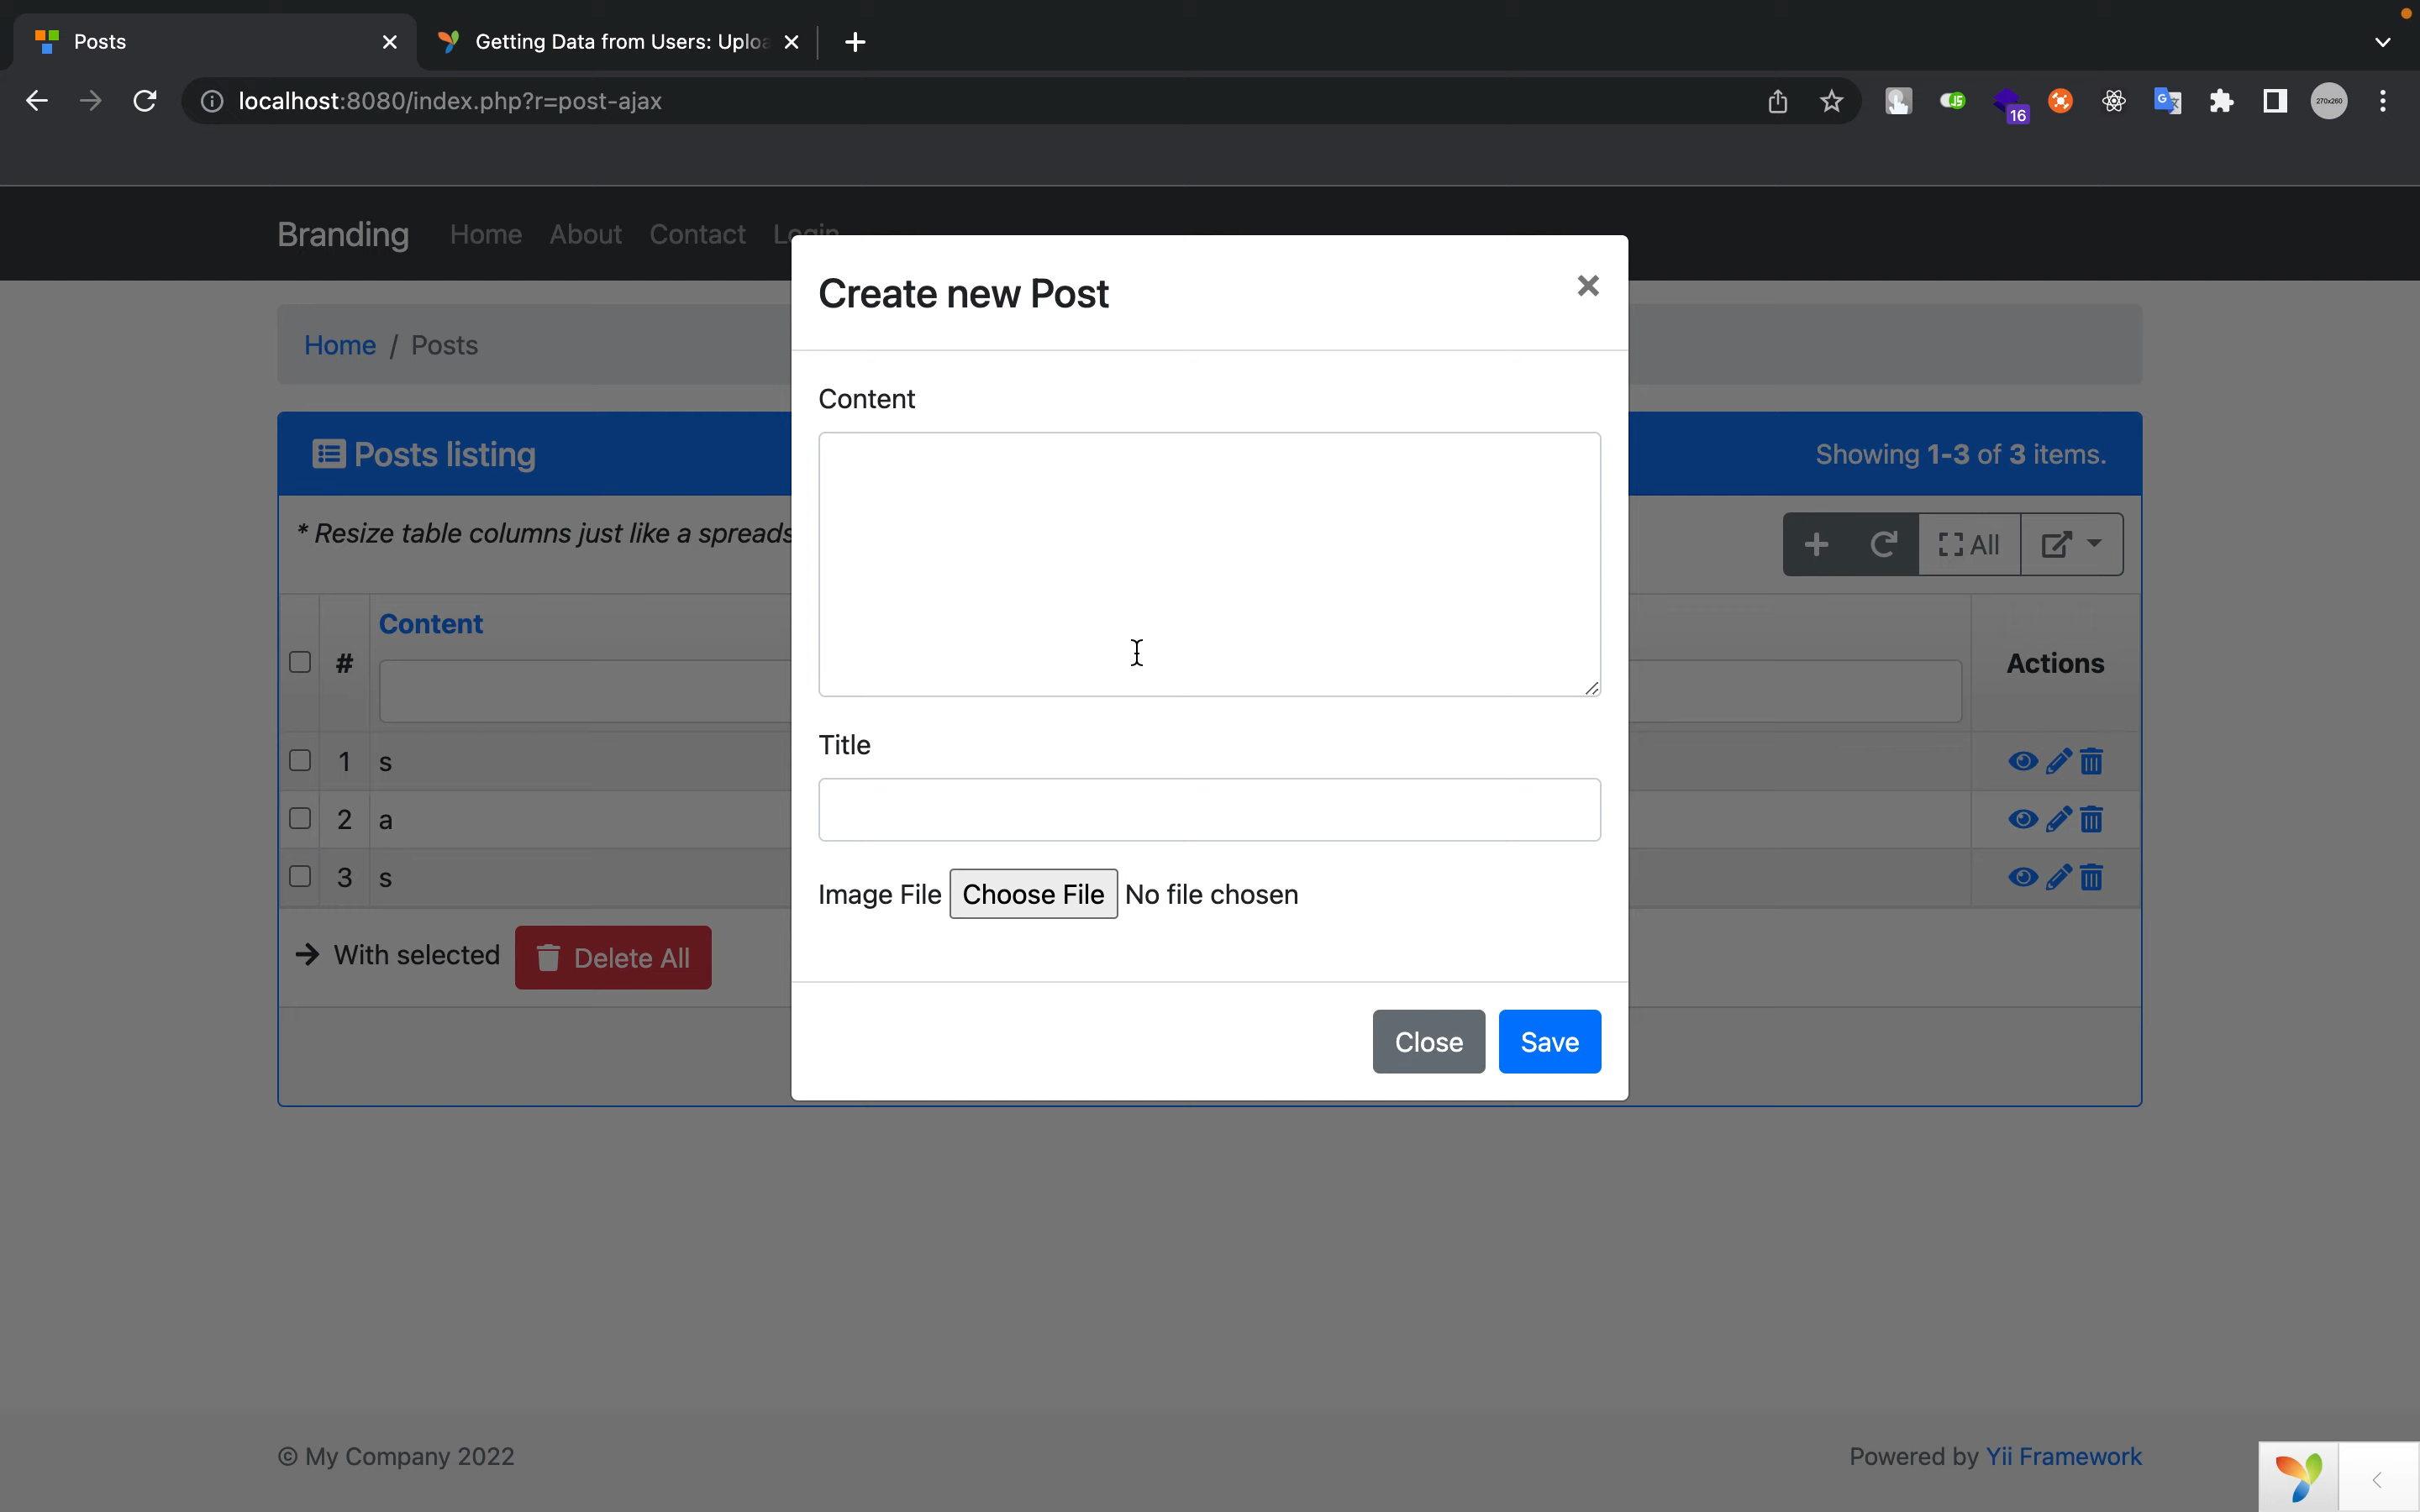 Posts
Getting Data from Users: Uploa
localhost:8080/index.php?r=post-ajax
JS
16
G
270x260
Branding Home About Contact Login
Create new Post
Home / Posts
Content
Posts listing
Showing 1-3 of 3 items.
* Resize table columns just like a spreads
All
Content
#
Actions
Title
1 s
2 a
Image File Choose File No file chosen
3 s
→ With selected Delete All
Close Save
© My Company 2022
Powered by Yii Framework